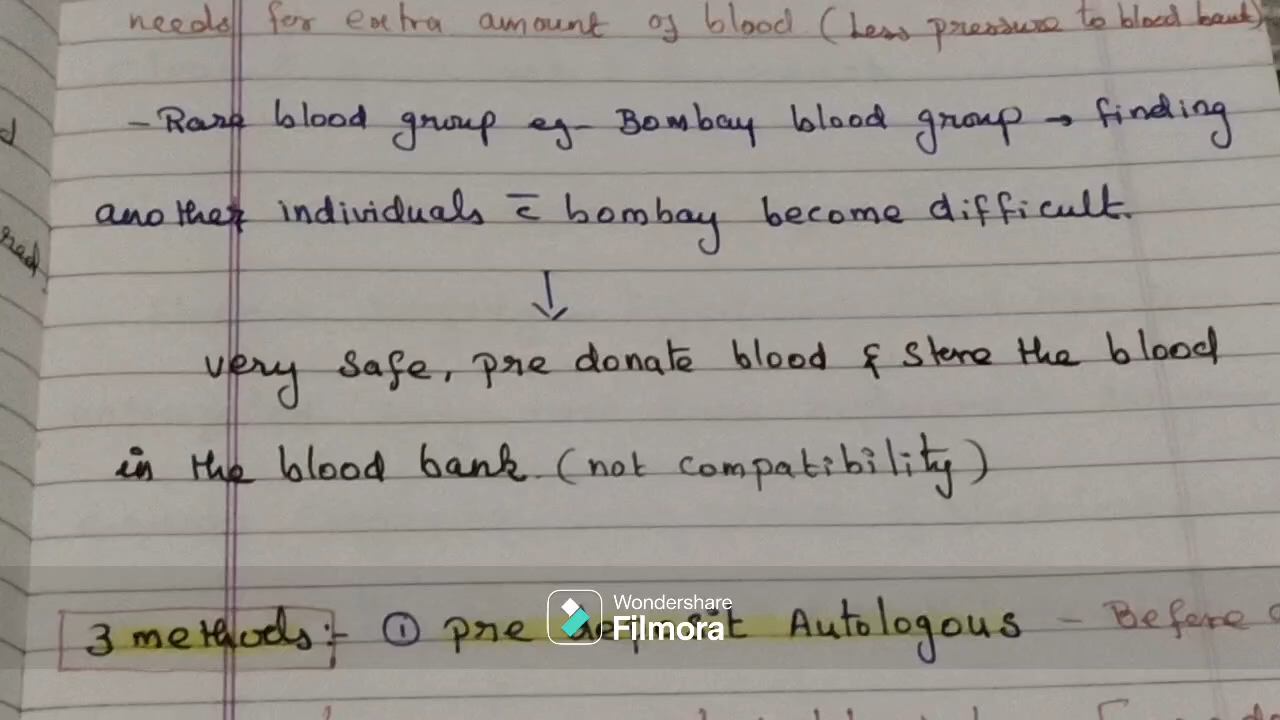 needs for extra amount of blood (Less pressure to blood bank)
- Rare blood group eg- Bombay blood group → finding
another individuals c̄ bombay become difficult.
↓
very safe, pre donate blood & store the blood
in the blood bank (not compatibility)
Wondershare
Filmora
3 methods:- ① pre deposit Autologous - Before